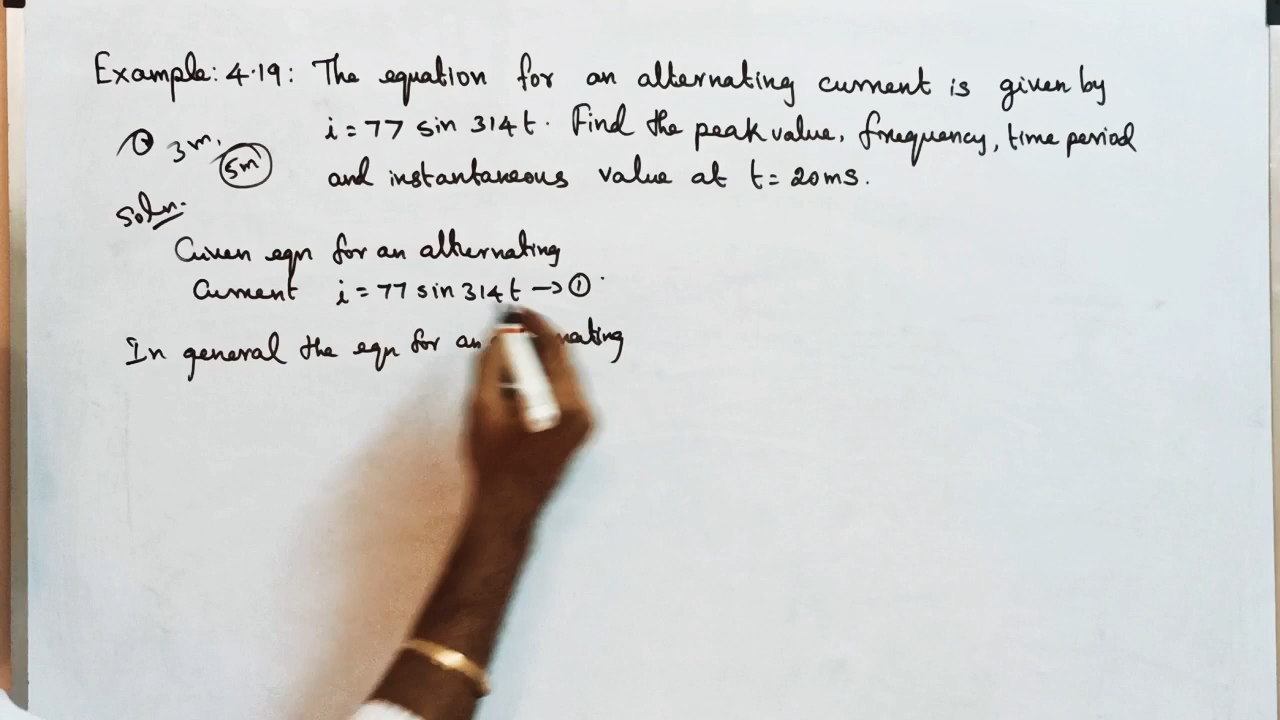 Example: 4.19: The equation for an alternating current is given by
i = 77 sin 314t. Find the peak value, frequency, time period
3m.
5m
and instantaneous value at t = 20ms.
Soln.
Given eqn for an alternating
Current i = 77 sin 314t → ①
In general the eqn for an